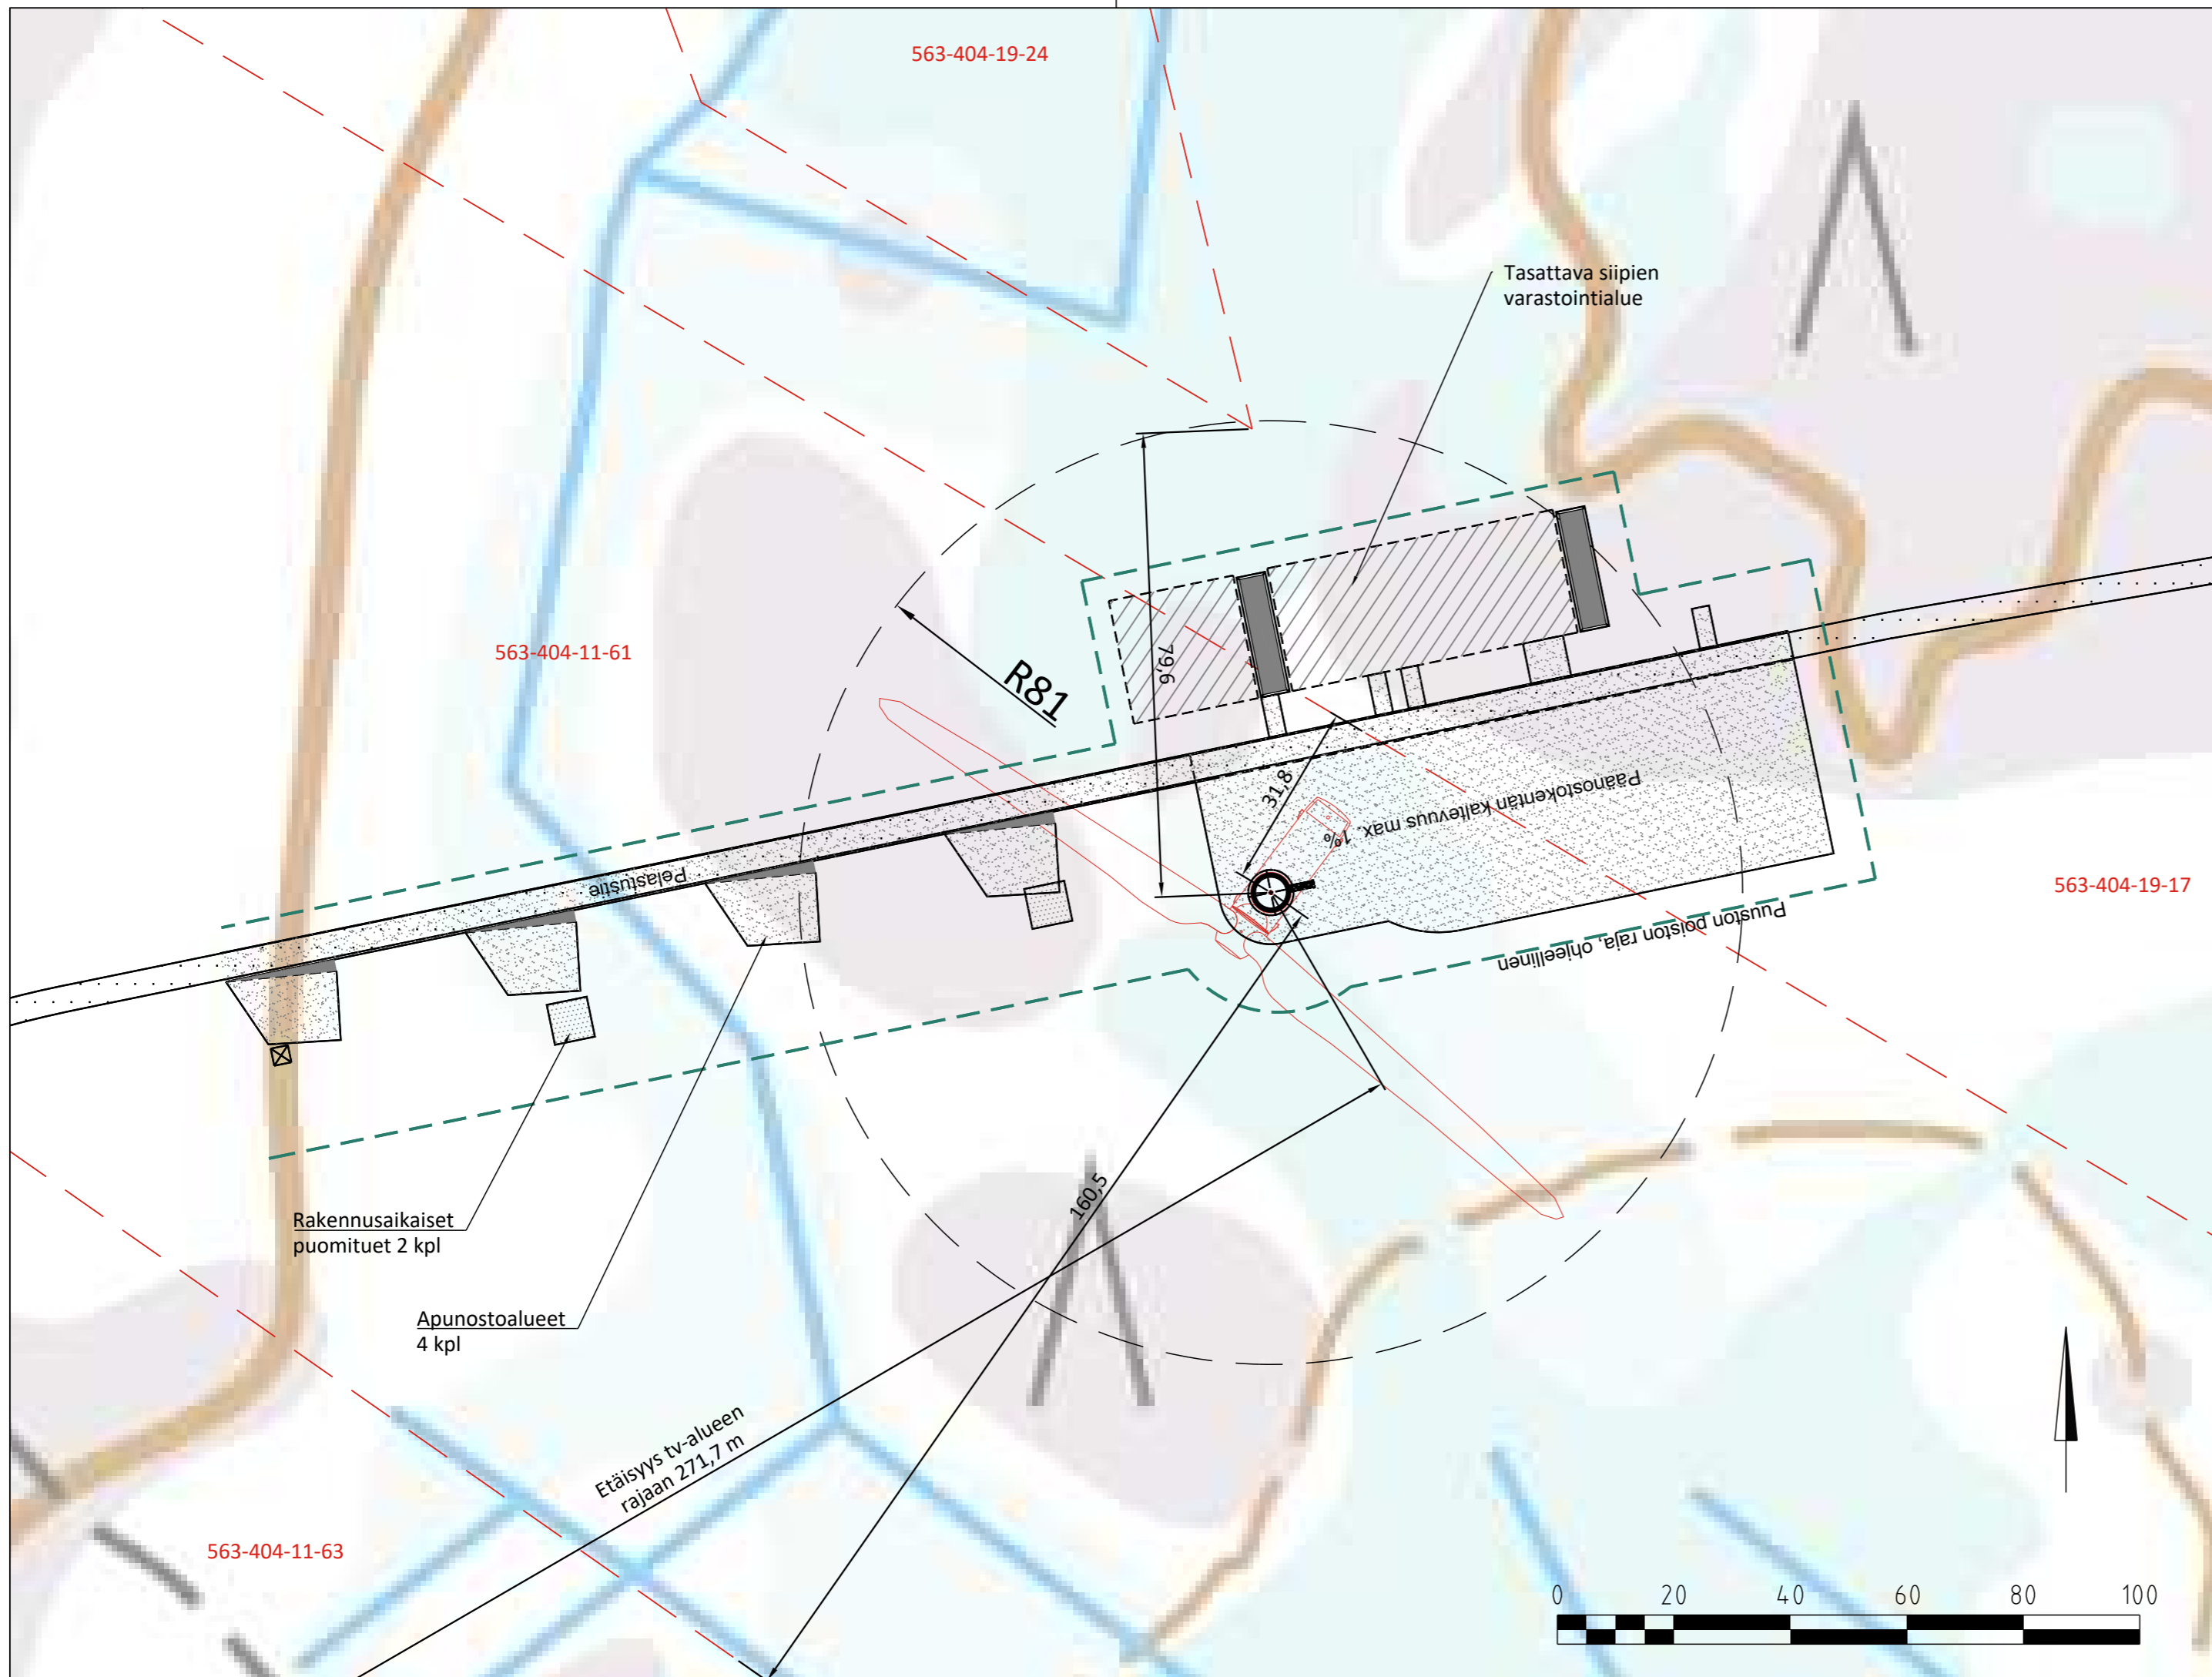 563-404-19-24
Tasattava siipien
varastointialue
563-404-11-61
R81
79,6
31,8
Päänostokentän kaltevuus max. 1%
Pelastustie
563-404-19-17
Puuston poiston raja, ohjeellinen
160,5
Rakennusaikaiset
puomituet 2 kpl
Apunostoalueet
4 kpl
Etäisyys tv-alueen
rajaan 271,7 m
563-404-11-63
0 20 40 60 80 100